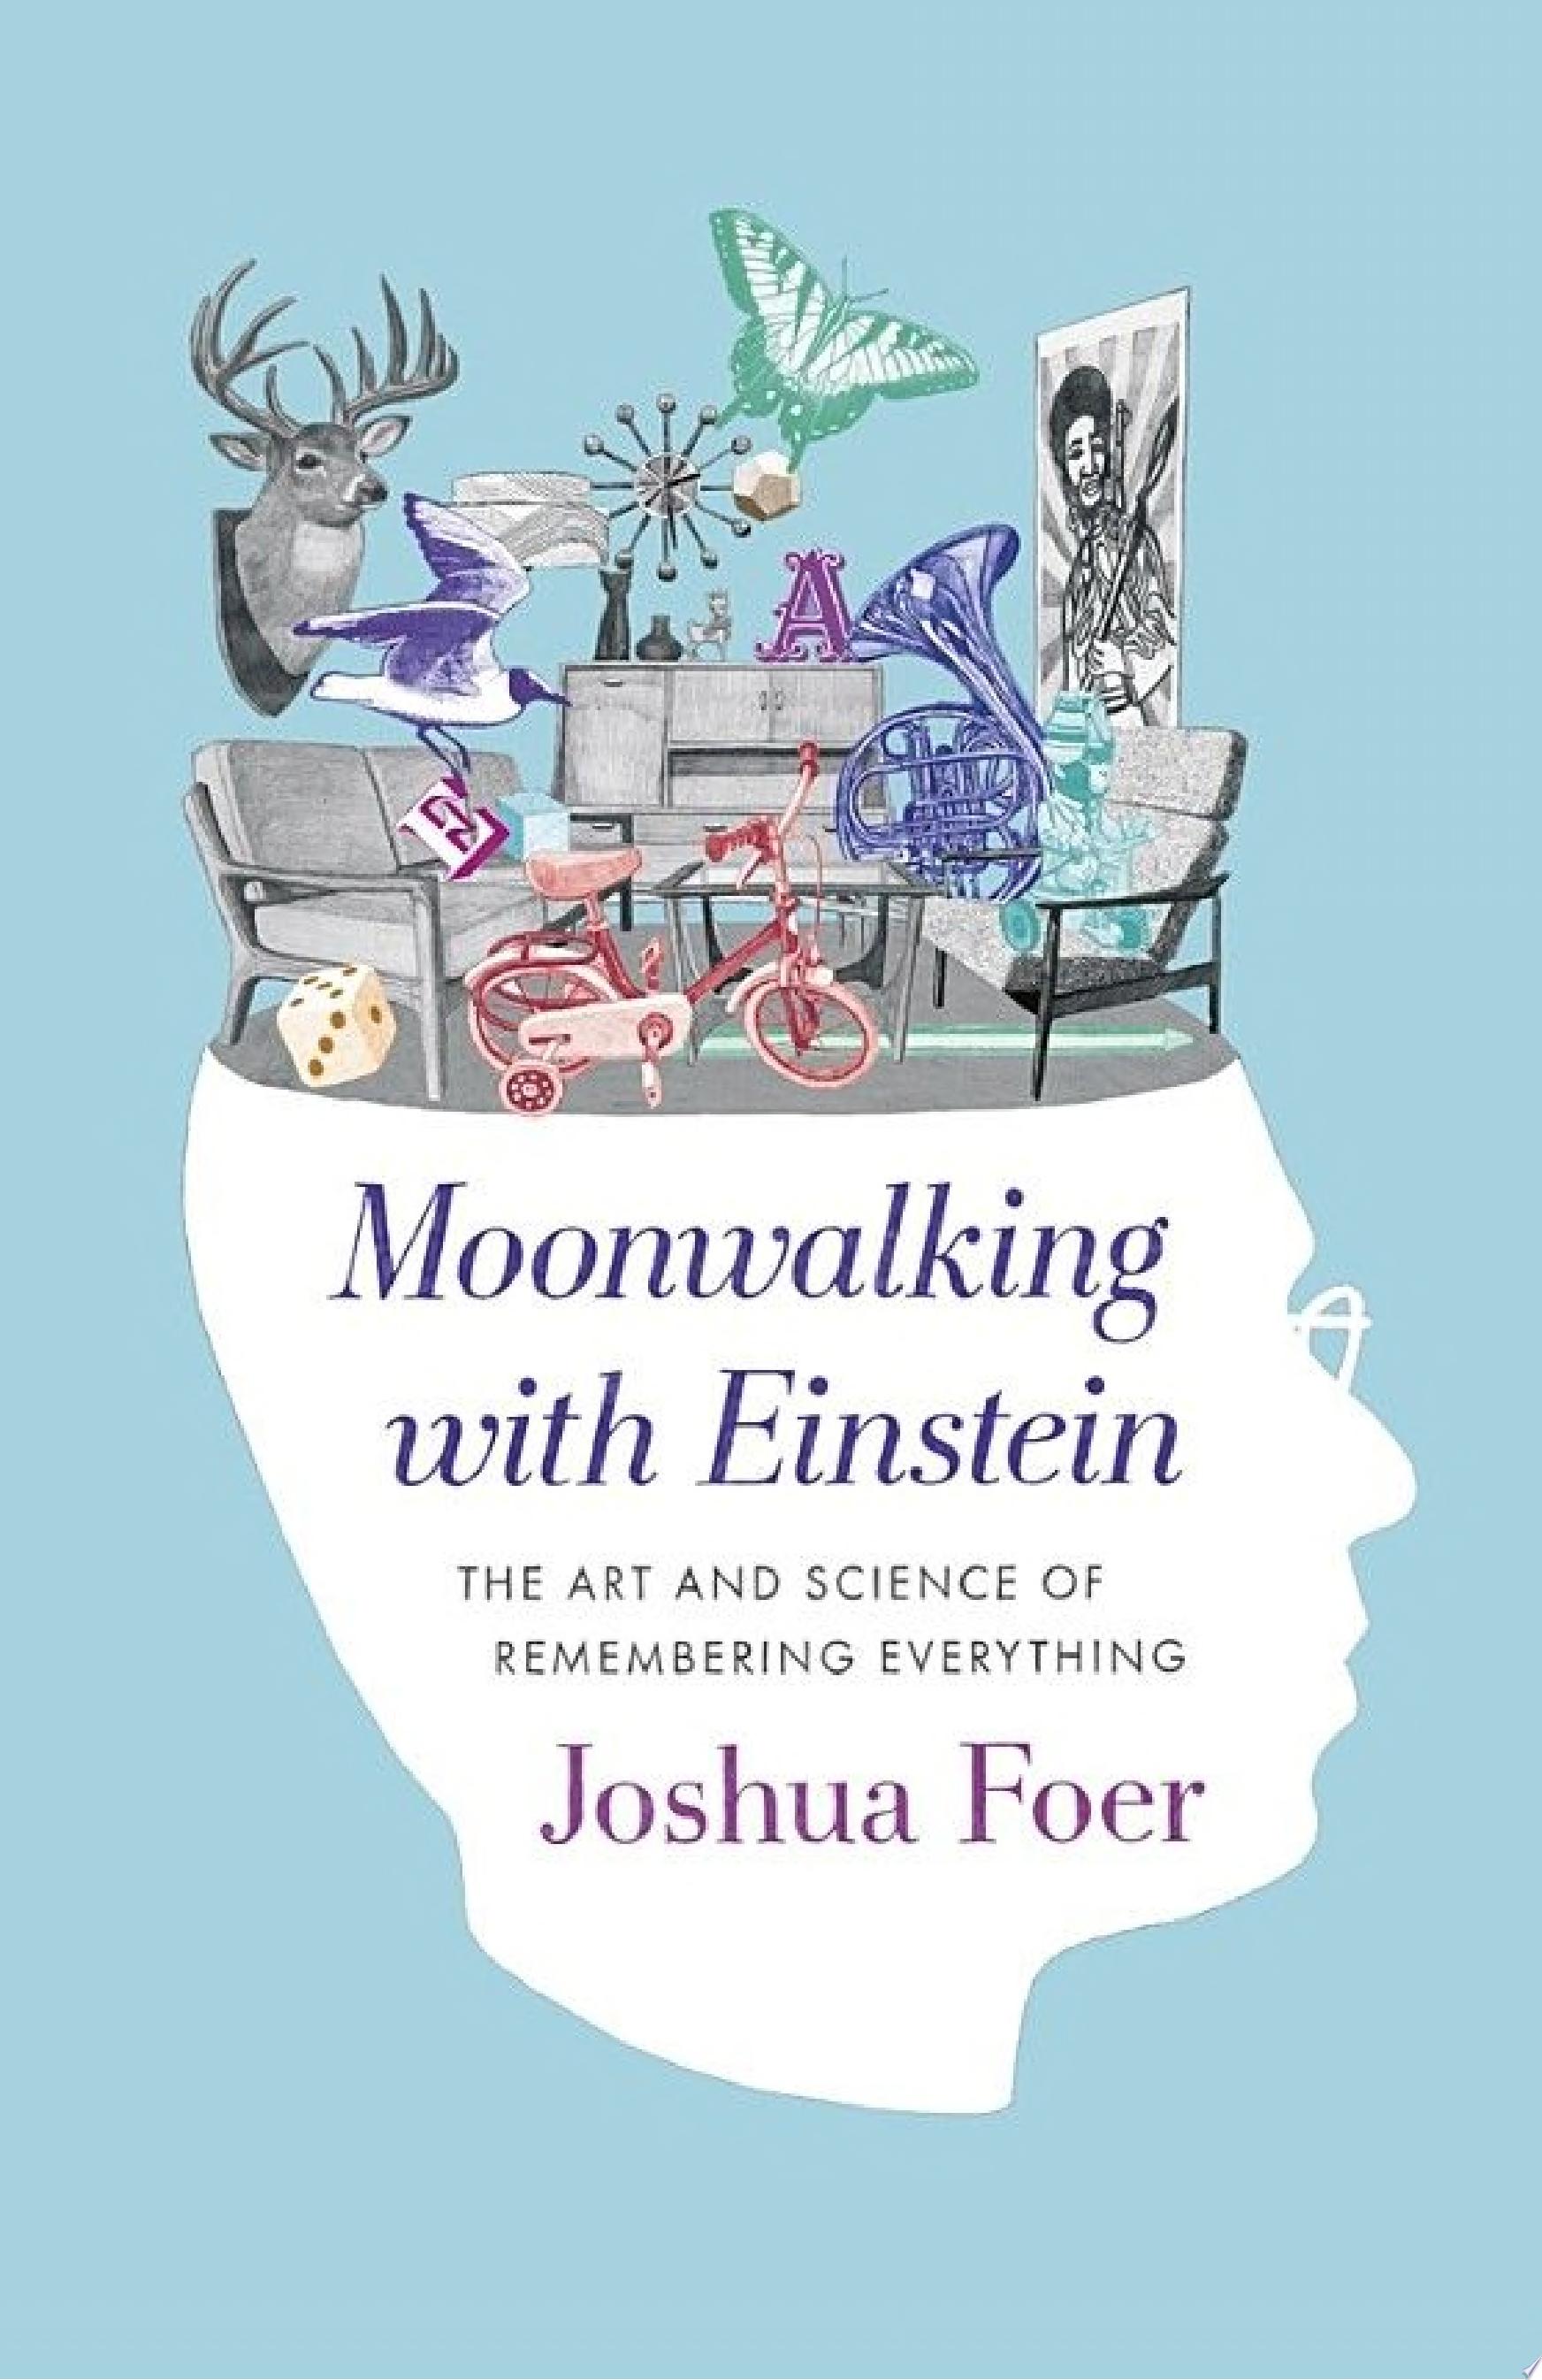 A
E
Moonwalking
with Einstein
THE ART AND SCIENCE OF
REMEMBERING EVERYTHING
Joshua Foer